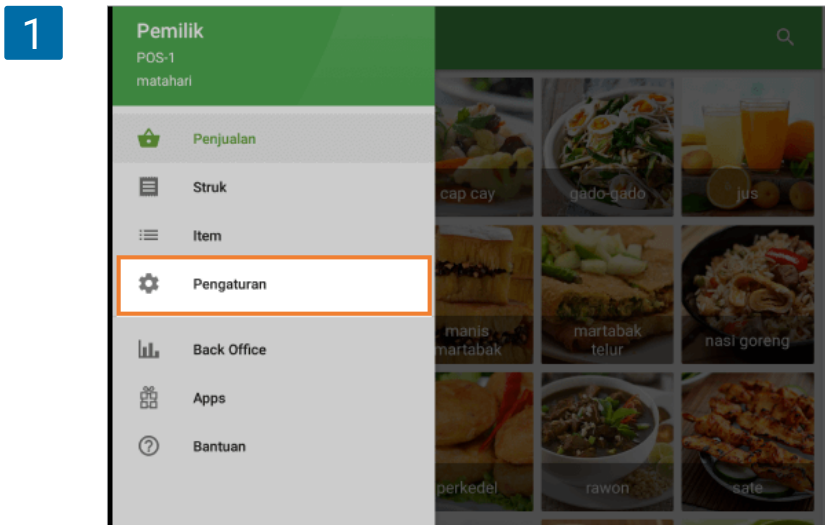 1
Pemilik
POS-1
matahari
Penjualan
Struk
Item
Pengaturan
Back Office
Apps
Bantuan
cap cay
gado-gado
jus
manis
martabak
martabak
telur
nasi goreng
perkedel
rawon
sate